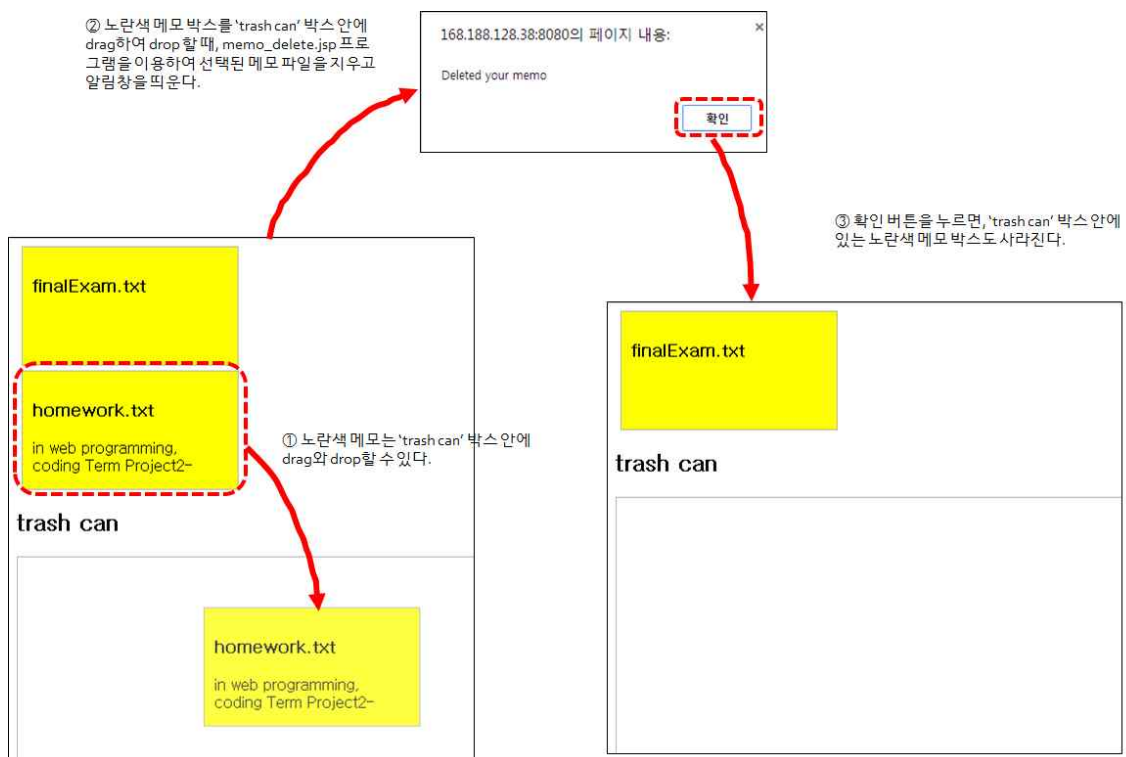 ② 노란색 메모 박스를 ‘trash can’ 박스 안에
drag하여 drop 할 때, memo_delete.jsp 프로
그램을 이용하여 선택된 메모 파일을 지우고
알림창을 띄운다.
168.188.128.38:8080의 페이지 내용:
×
Deleted your memo
확인
③ 확인 버튼을 누르면, ‘trash can’ 박스 안에
있는 노란색 메모 박스도 사라진다.
finalExam.txt
homework.txt
in web programming,
coding Term Project2-
① 노란색 메모는 ‘trash can’ 박스 안에
drag와 drop할 수 있다.
trash can
homework.txt
in web programming,
coding Term Project2-
finalExam.txt
trash can